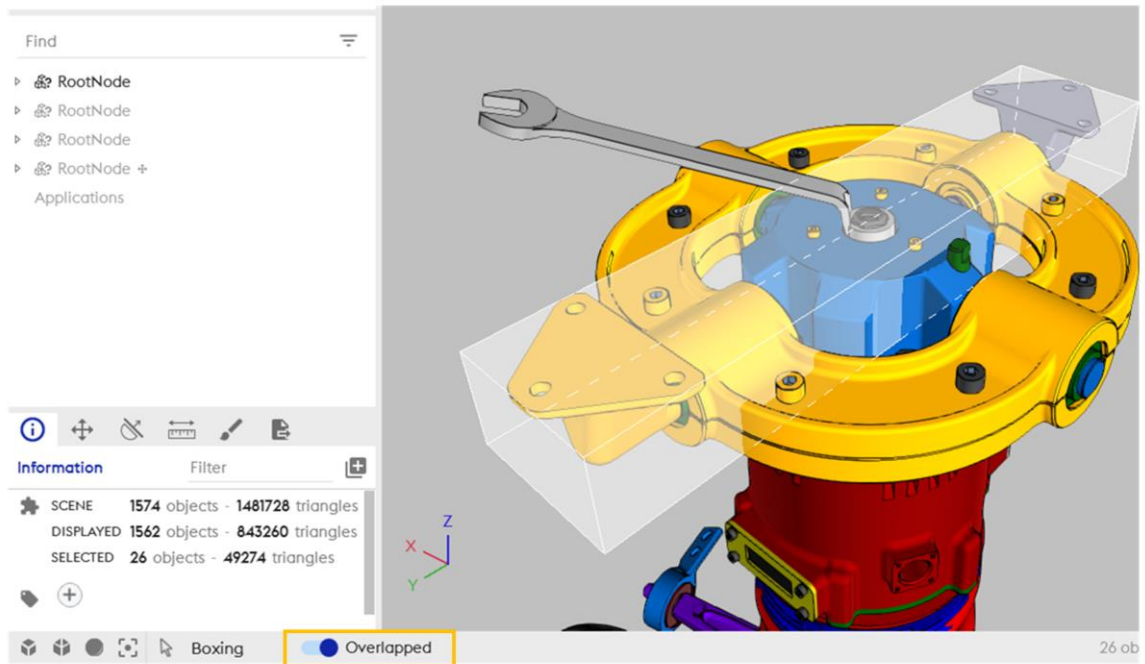 Find
RootNode
RootNode
RootNode
RootNode
Applications
Information Filter
SCENE 1574 objects - 1481728 triangles
DISPLAYED 1562 objects - 843260 triangles
SELECTED 26 objects - 49274 triangles
X
Y
Z
Boxing Overlapped 26 ob